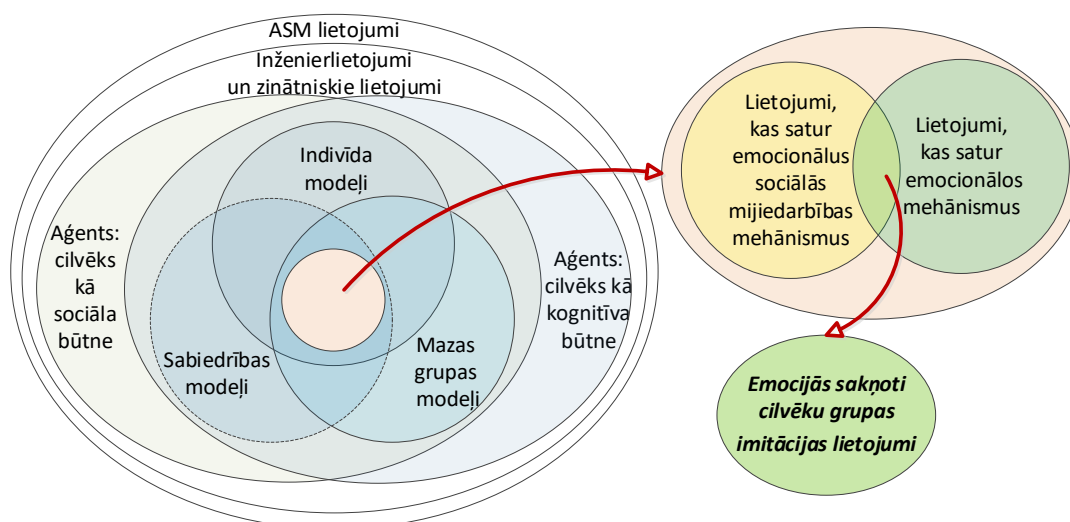 ASM lietojumi
Inženierlietojumi
un zinātniskie lietojumi
Indivīda
modeļi
Aģents:
cilvēks
kā
sociāla
būtne
Aģents:
cilvēks kā
kognitīva
būtne
Sabiedrības
modeļi
Mazas
grupas
modeļi
Lietojumi,
kas satur
emocionālus
sociālās
mijiedarbības
mehānismus
Lietojumi,
kas satur
emocionālos
mehānismus
Emocijās sakņoti
cilvēku grupas
imitācijas lietojumi